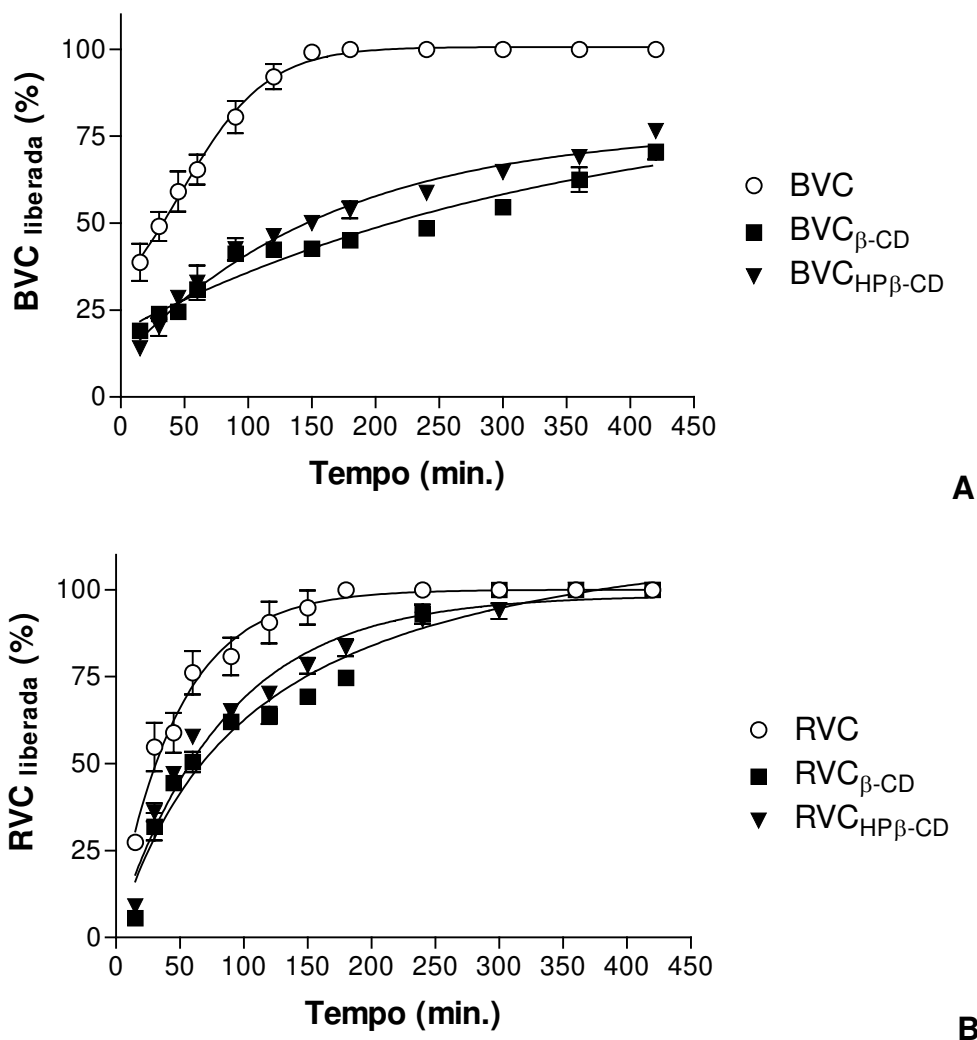 100
75
50
25
0
BVC liberada (%)
0 50 100 150 200 250 300 350 400 450
Tempo (min.)
BVC
BVCβ-CD
BVCHPβ-CD
A
100
75
50
25
0
RVC liberada (%)
0 50 100 150 200 250 300 350 400 450
Tempo (min.)
RVC
RVCβ-CD
RVCHPβ-CD
B